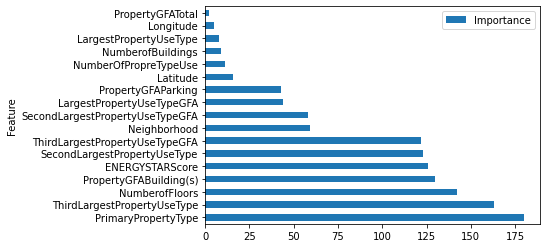 Importance
Feature
PropertyGFATotal
Longitude
LargestPropertyUseType
NumberofBuildings
NumberOfPropreTypeUse
Latitude
PropertyGFAParking
LargestPropertyUseTypeGFA
SecondLargestPropertyUseTypeGFA
Neighborhood
ThirdLargestPropertyUseTypeGFA
SecondLargestPropertyUseType
ENERGYSTARScore
PropertyGFABuilding(s)
NumberofFloors
ThirdLargestPropertyUseType
PrimaryPropertyType
0 25 50 75 100 125 150 175